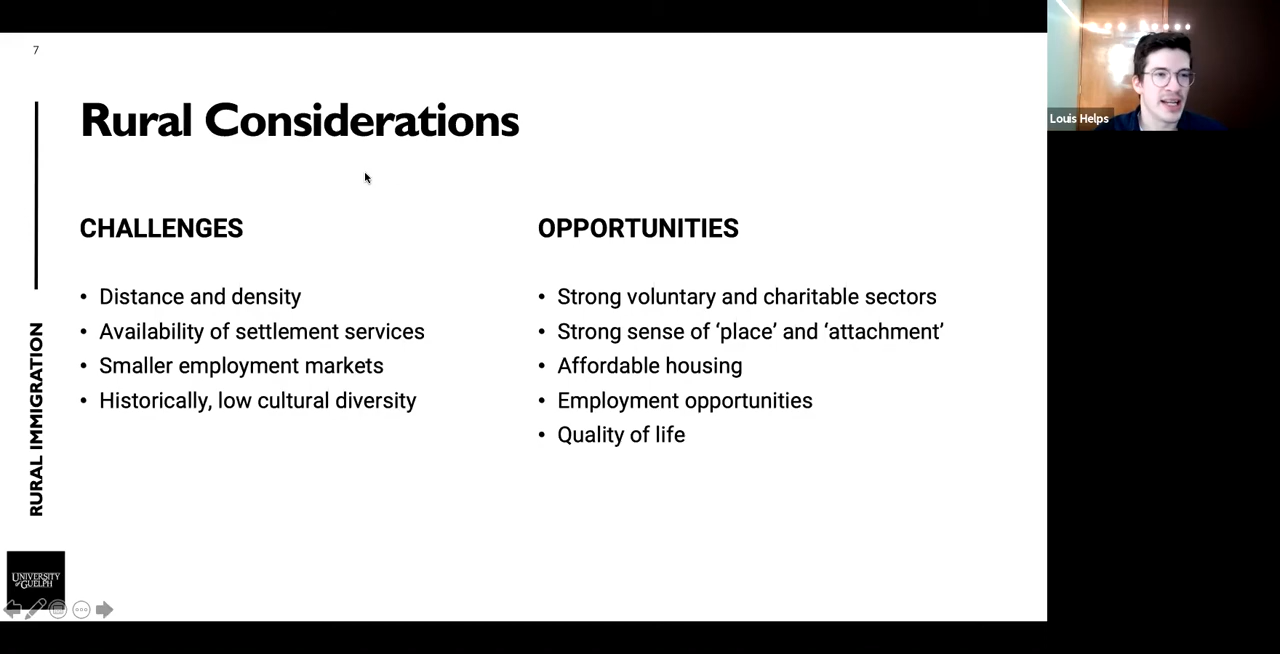 7
Rural Considerations
CHALLENGES
• Distance and density
• Availability of settlement services
• Smaller employment markets
• Historically, low cultural diversity
OPPORTUNITIES
• Strong voluntary and charitable sectors
• Strong sense of ‘place’ and ‘attachment’
• Affordable housing
• Employment opportunities
• Quality of life
RURAL IMMIGRATION
UNIVERSITY
OF GUELPH
Louis Helps